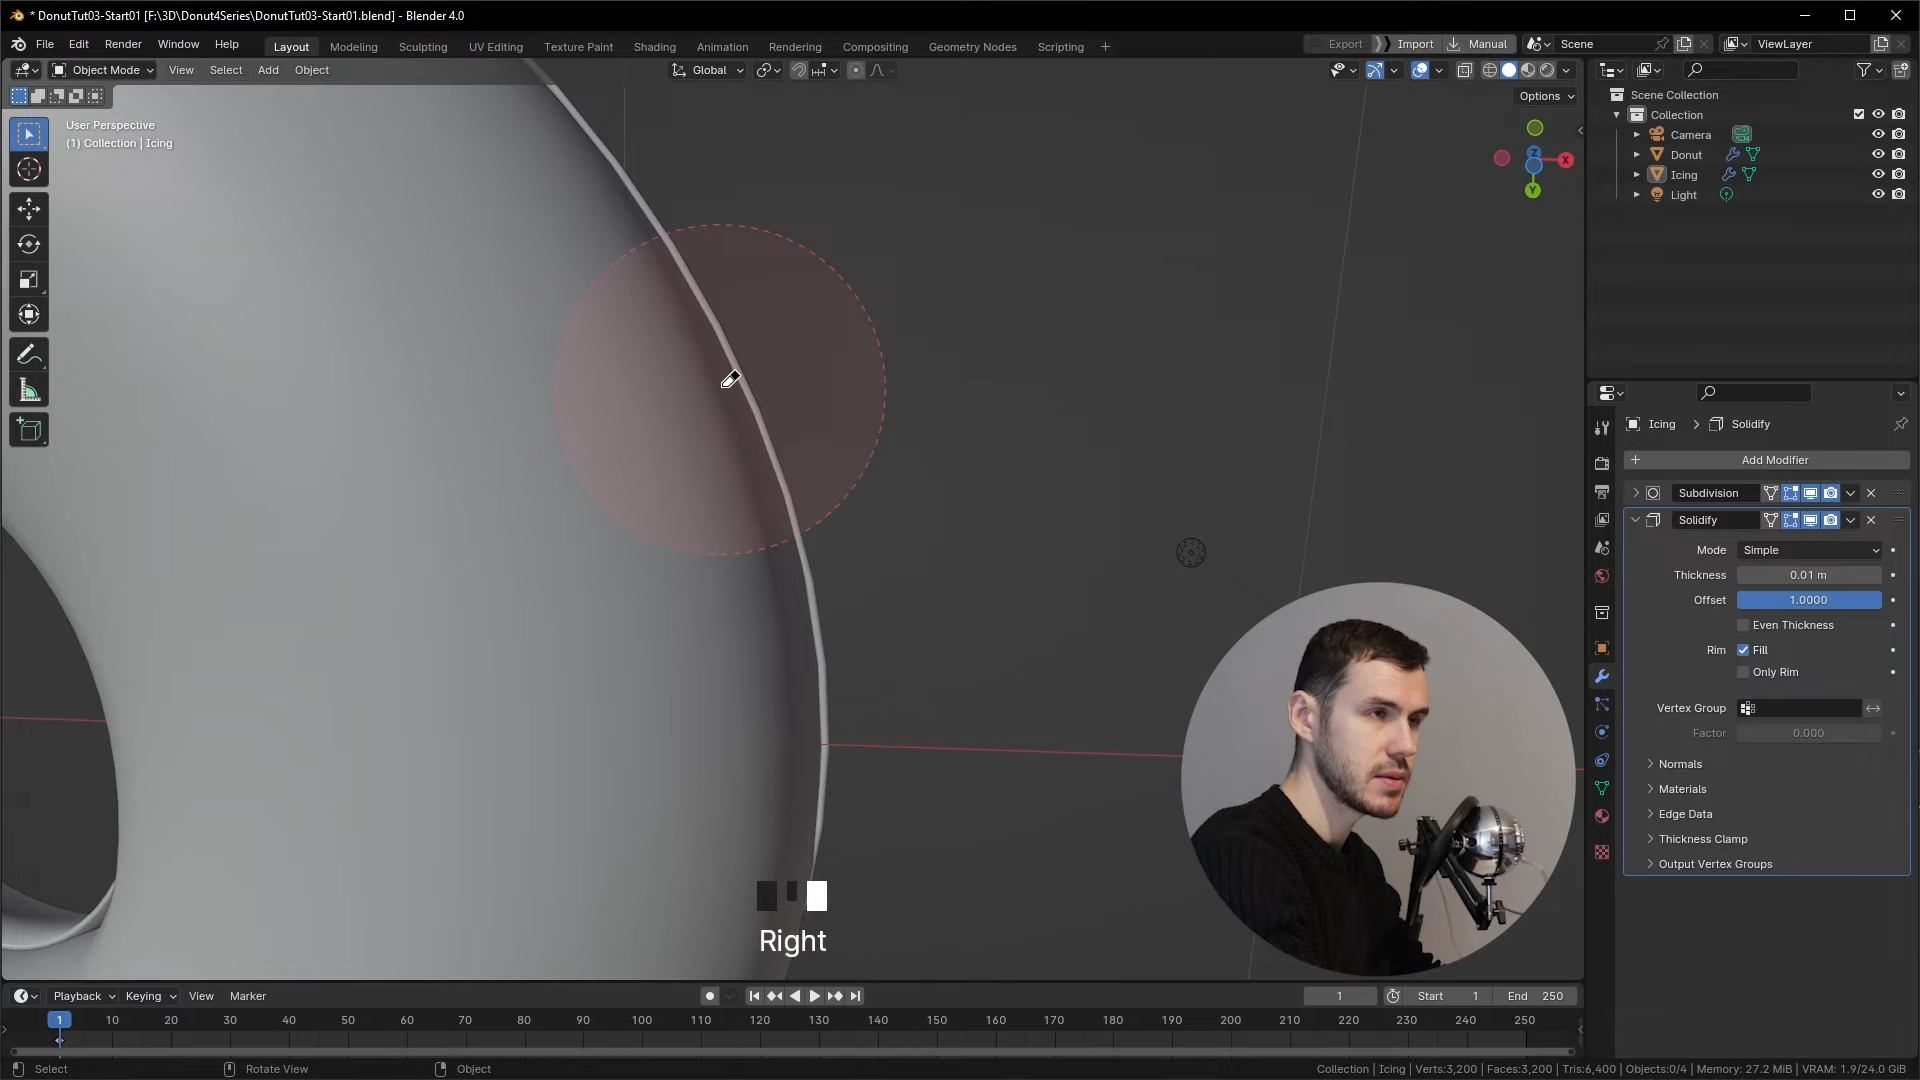 * DonutTut03-Start01 [F:\3D\Donut4Series\DonutTut03-Start01.blend] - Blender 4.0
File Edit Render Window Help Layout Modeling Sculpting UV Editing Texture Paint Shading Animation Rendering Compositing Geometry Nodes Scripting + Export Import Manual Scene ViewLayer
Object Mode View Select Add Object Global
Options
User Perspective
(1) Collection | Icing
Z
X
Y
Scene Collection
Collection
Camera
Donut
Icing
Light
Icing > Solidify
+ Add Modifier
Subdivision
Solidify
Mode Simple
Thickness 0.01 m
Offset 1.0000
Even Thickness
Rim Fill
Only Rim
Vertex Group
Factor 0.000
Normals
Materials
Edge Data
Thickness Clamp
Output Vertex Groups
Right
Playback Keying View Marker 1 Start 1 End 250
1 10 20 30 40 50 60 70 80 90 100 110 120 130 140 150 160 170 180 190 200 210 220 230 240 250
Select Rotate View Object Collection | Icing | Verts:3,200 | Faces:3,200 | Tris:6,400 | Objects:0/4 | Memory: 27.2 MiB | VRAM: 1.9/24.0 GiB